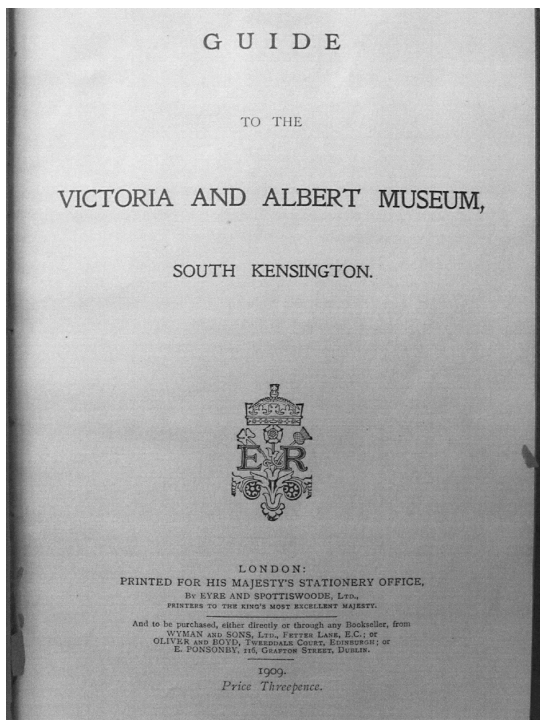 GUIDE
TO THE
VICTORIA AND ALBERT MUSEUM,
SOUTH KENSINGTON.
E R
LONDON:
PRINTED FOR HIS MAJESTY'S STATIONERY OFFICE,
BY EYRE AND SPOTTISWOODE, LTD.,
PRINTERS TO THE KING'S MOST EXCELLENT MAJESTY.
And to be purchased, either directly or through any Bookseller, from
WYMAN AND SONS, LTD., FETTER LANE, E.C.; or
OLIVER AND BOYD, TWEEDDALE COURT, EDINBURGH; or
E. PONSONBY, 116, GRAFTON STREET, DUBLIN.
1909.
Price Threepence.